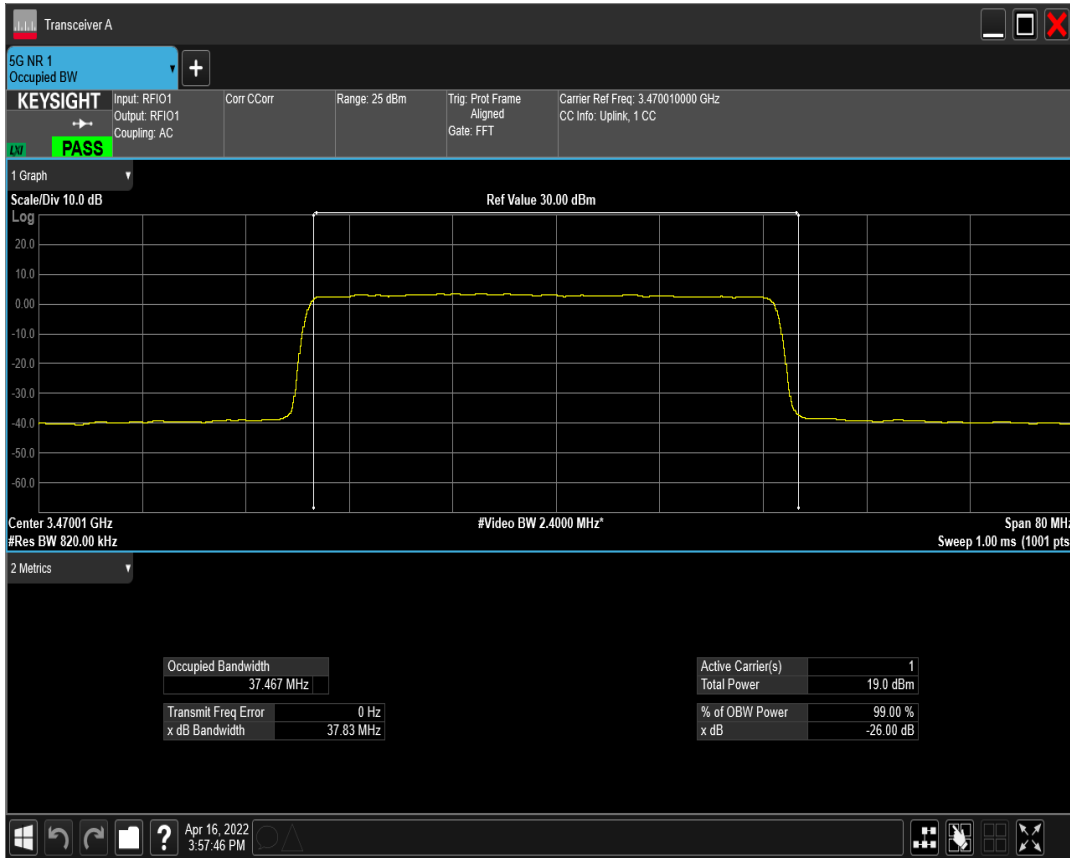 Transceiver A
5G NR 1
Occupied BW
+
KEYSIGHT
LXI
PASS
Input: RFIO1
Output: RFIO1
Coupling: AC
Corr CCorr
Range: 25 dBm
Trig: Prot Frame
Aligned
Gate: FFT
Carrier Ref Freq: 3.470010000 GHz
CC Info: Uplink, 1 CC
1 Graph
Scale/Div 10.0 dB
Ref Value 30.00 dBm
Log
20.0
10.0
0.00
-10.0
-20.0
-30.0
-40.0
-50.0
-60.0
Center 3.47001 GHz
#Video BW 2.4000 MHz*
Span 80 MHz
#Res BW 820.00 kHz
Sweep 1.00 ms (1001 pts
2 Metrics
Occupied Bandwidth
37.467 MHz
Transmit Freq Error 0 Hz
x dB Bandwidth 37.83 MHz
Active Carrier(s) 1
Total Power 19.0 dBm
% of OBW Power 99.00 %
x dB -26.00 dB
?
Apr 16, 2022
3:57:46 PM